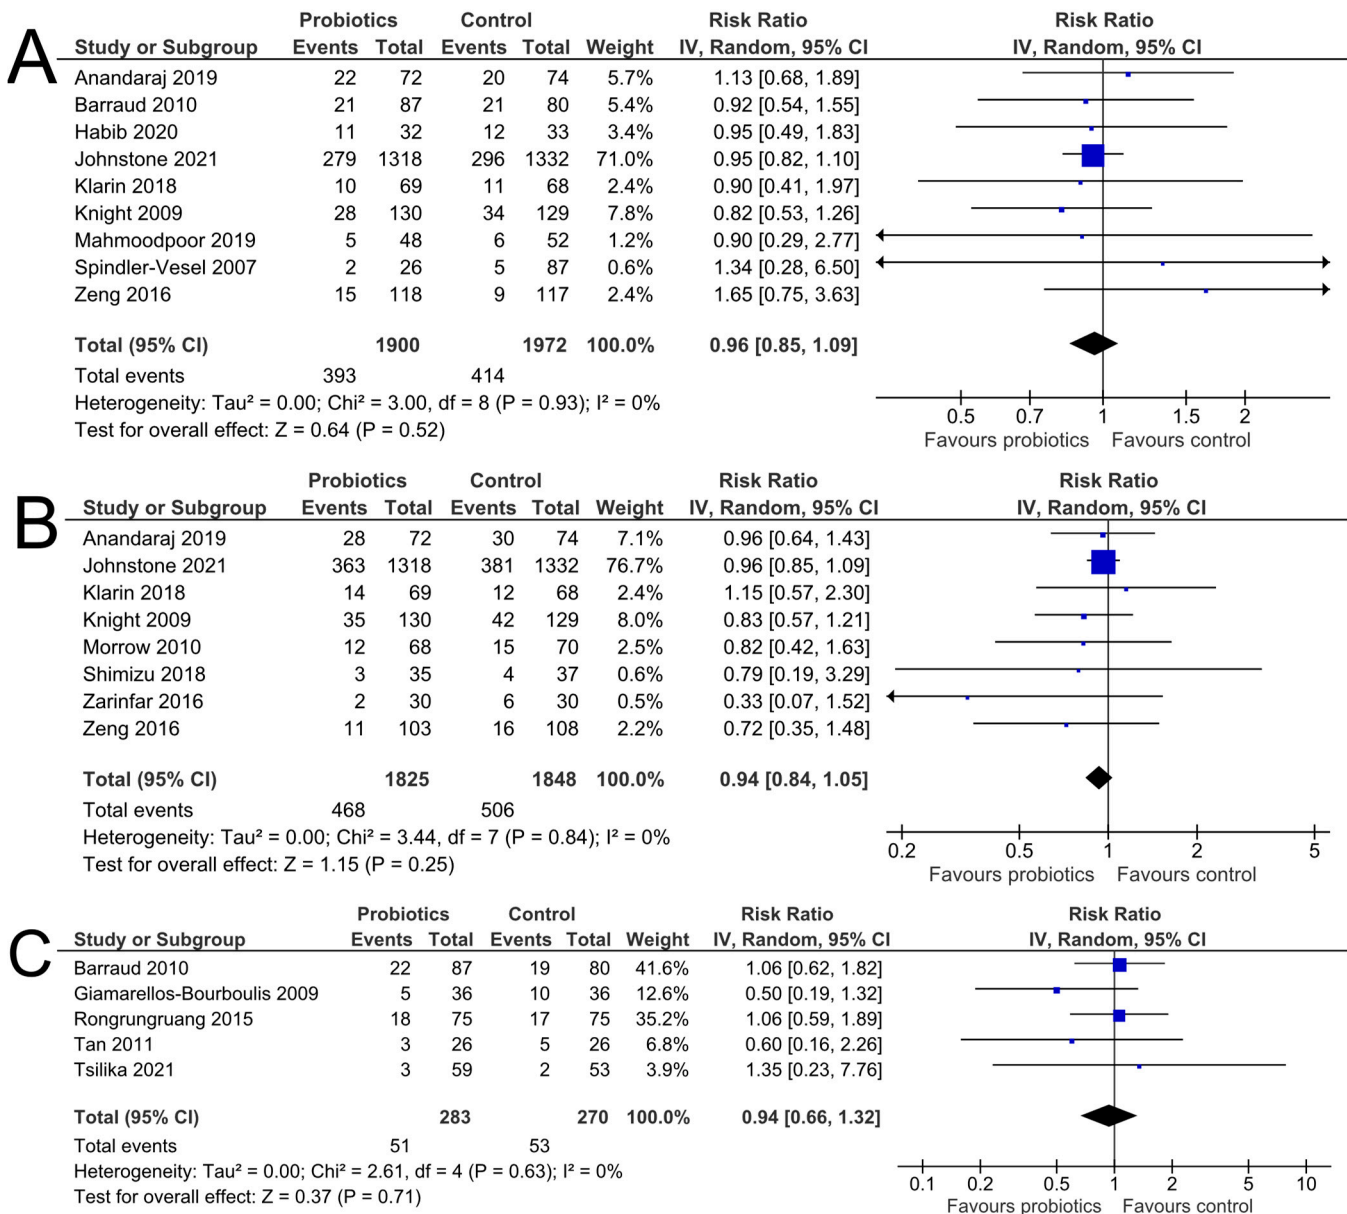 A
Probiotics Control Risk Ratio Risk Ratio
Study or Subgroup Events Total Events Total Weight IV, Random, 95% CI IV, Random, 95% CI
Anandaraj 2019 22 72 20 74 5.7% 1.13 [0.68, 1.89]
Barraud 2010 21 87 21 80 5.4% 0.92 [0.54, 1.55]
Habib 2020 11 32 12 33 3.4% 0.95 [0.49, 1.83]
Johnstone 2021 279 1318 296 1332 71.0% 0.95 [0.82, 1.10]
Klarin 2018 10 69 11 68 2.4% 0.90 [0.41, 1.97]
Knight 2009 28 130 34 129 7.8% 0.82 [0.53, 1.26]
Mahmoodpoor 2019 5 48 6 52 1.2% 0.90 [0.29, 2.77]
Spindler-Vesel 2007 2 26 5 87 0.6% 1.34 [0.28, 6.50]
Zeng 2016 15 118 9 117 2.4% 1.65 [0.75, 3.63]
Total (95% CI) 1900 1972 100.0% 0.96 [0.85, 1.09]
Total events 393 414
Heterogeneity: Tau² = 0.00; Chi² = 3.00, df = 8 (P = 0.93); I² = 0%
Test for overall effect: Z = 0.64 (P = 0.52)
0.5 0.7 1 1.5 2
Favours probiotics Favours control
B
Probiotics Control Risk Ratio Risk Ratio
Study or Subgroup Events Total Events Total Weight IV, Random, 95% CI IV, Random, 95% CI
Anandaraj 2019 28 72 30 74 7.1% 0.96 [0.64, 1.43]
Johnstone 2021 363 1318 381 1332 76.7% 0.96 [0.85, 1.09]
Klarin 2018 14 69 12 68 2.4% 1.15 [0.57, 2.30]
Knight 2009 35 130 42 129 8.0% 0.83 [0.57, 1.21]
Morrow 2010 12 68 15 70 2.5% 0.82 [0.42, 1.63]
Shimizu 2018 3 35 4 37 0.6% 0.79 [0.19, 3.29]
Zarinfar 2016 2 30 6 30 0.5% 0.33 [0.07, 1.52]
Zeng 2016 11 103 16 108 2.2% 0.72 [0.35, 1.48]
Total (95% CI) 1825 1848 100.0% 0.94 [0.84, 1.05]
Total events 468 506
Heterogeneity: Tau² = 0.00; Chi² = 3.44, df = 7 (P = 0.84); I² = 0%
Test for overall effect: Z = 1.15 (P = 0.25)
0.2 0.5 1 2 5
Favours probiotics Favours control
C
Probiotics Control Risk Ratio Risk Ratio
Study or Subgroup Events Total Events Total Weight IV, Random, 95% CI IV, Random, 95% CI
Barraud 2010 22 87 19 80 41.6% 1.06 [0.62, 1.82]
Giamarellos-Bourboulis 2009 5 36 10 36 12.6% 0.50 [0.19, 1.32]
Rongrungruang 2015 18 75 17 75 35.2% 1.06 [0.59, 1.89]
Tan 2011 3 26 5 26 6.8% 0.60 [0.16, 2.26]
Tsilika 2021 3 59 2 53 3.9% 1.35 [0.23, 7.76]
Total (95% CI) 283 270 100.0% 0.94 [0.66, 1.32]
Total events 51 53
Heterogeneity: Tau² = 0.00; Chi² = 2.61, df = 4 (P = 0.63); I² = 0%
Test for overall effect: Z = 0.37 (P = 0.71)
0.1 0.2 0.5 1 2 5 10
Favours probiotics Favours control